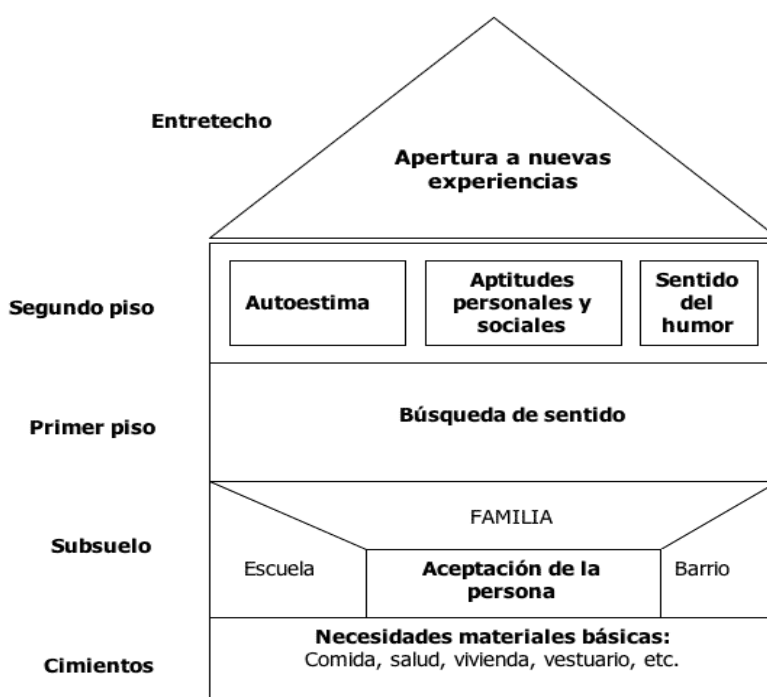 Entretecho
Apertura a nuevas
experiencias
Segundo piso
Autoestima
Aptitudes
personales y
sociales
Sentido
del
humor
Primer piso
Búsqueda de sentido
Subsuelo
FAMILIA
Escuela
Aceptación de la
persona
Barrio
Cimientos
Necesidades materiales básicas:
Comida, salud, vivienda, vestuario, etc.